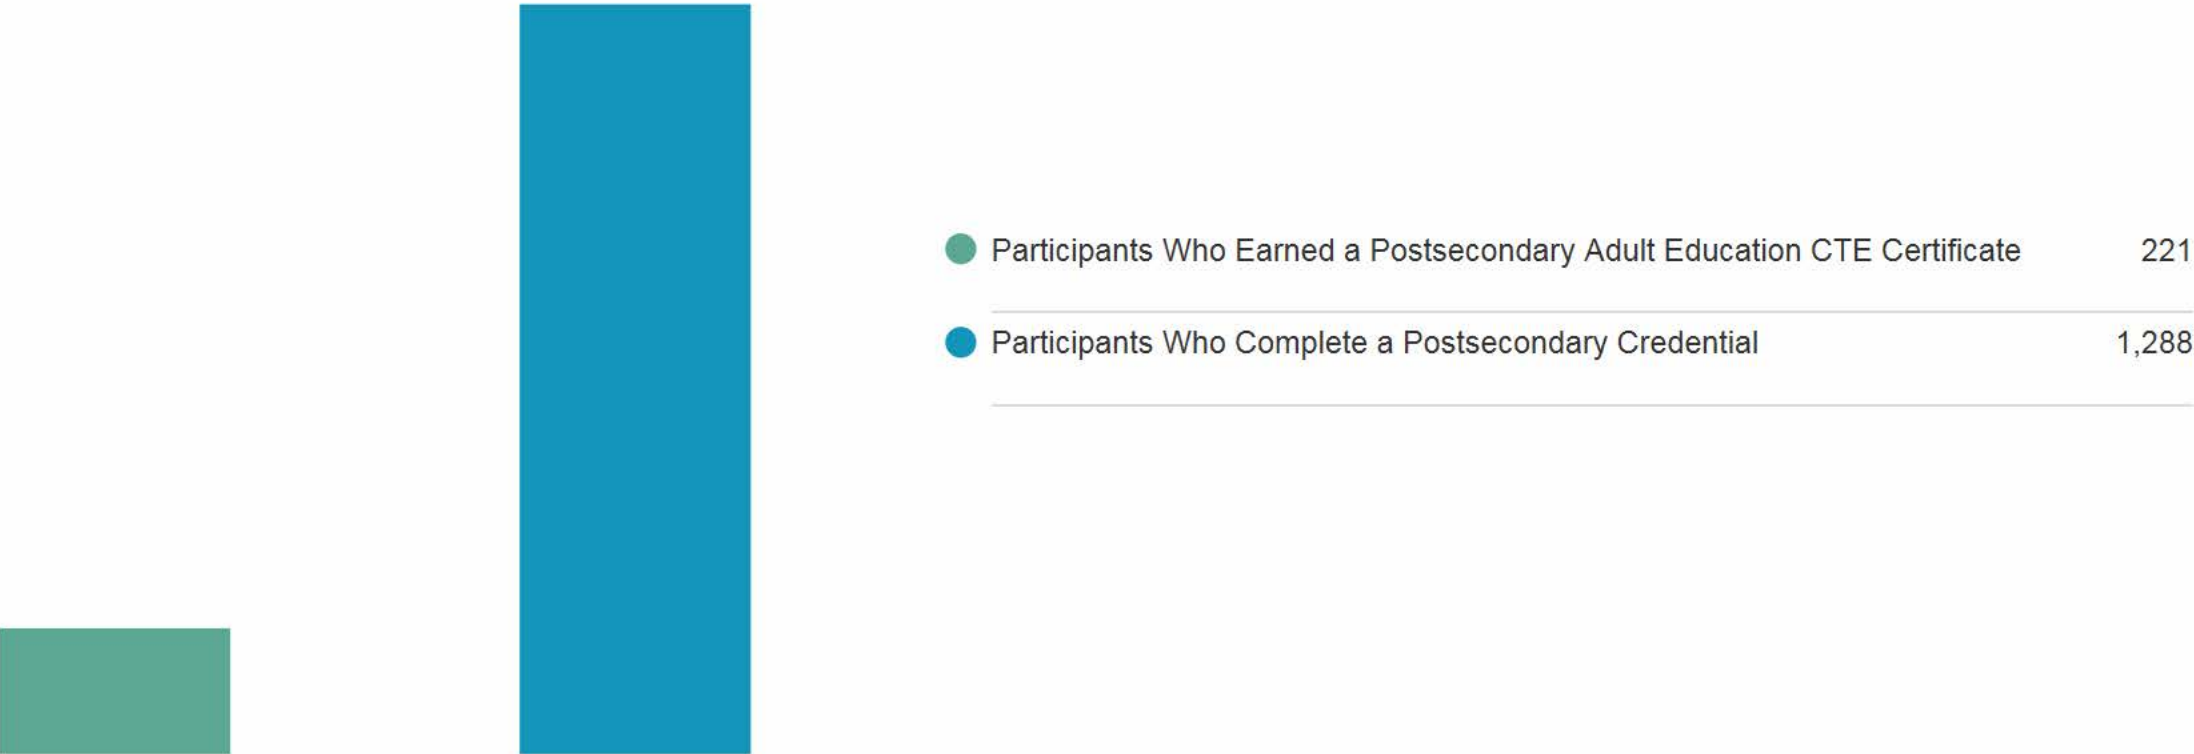 Participants Who Earned a Postsecondary Adult Education CTE Certificate 221
Participants Who Complete a Postsecondary Credential 1,288